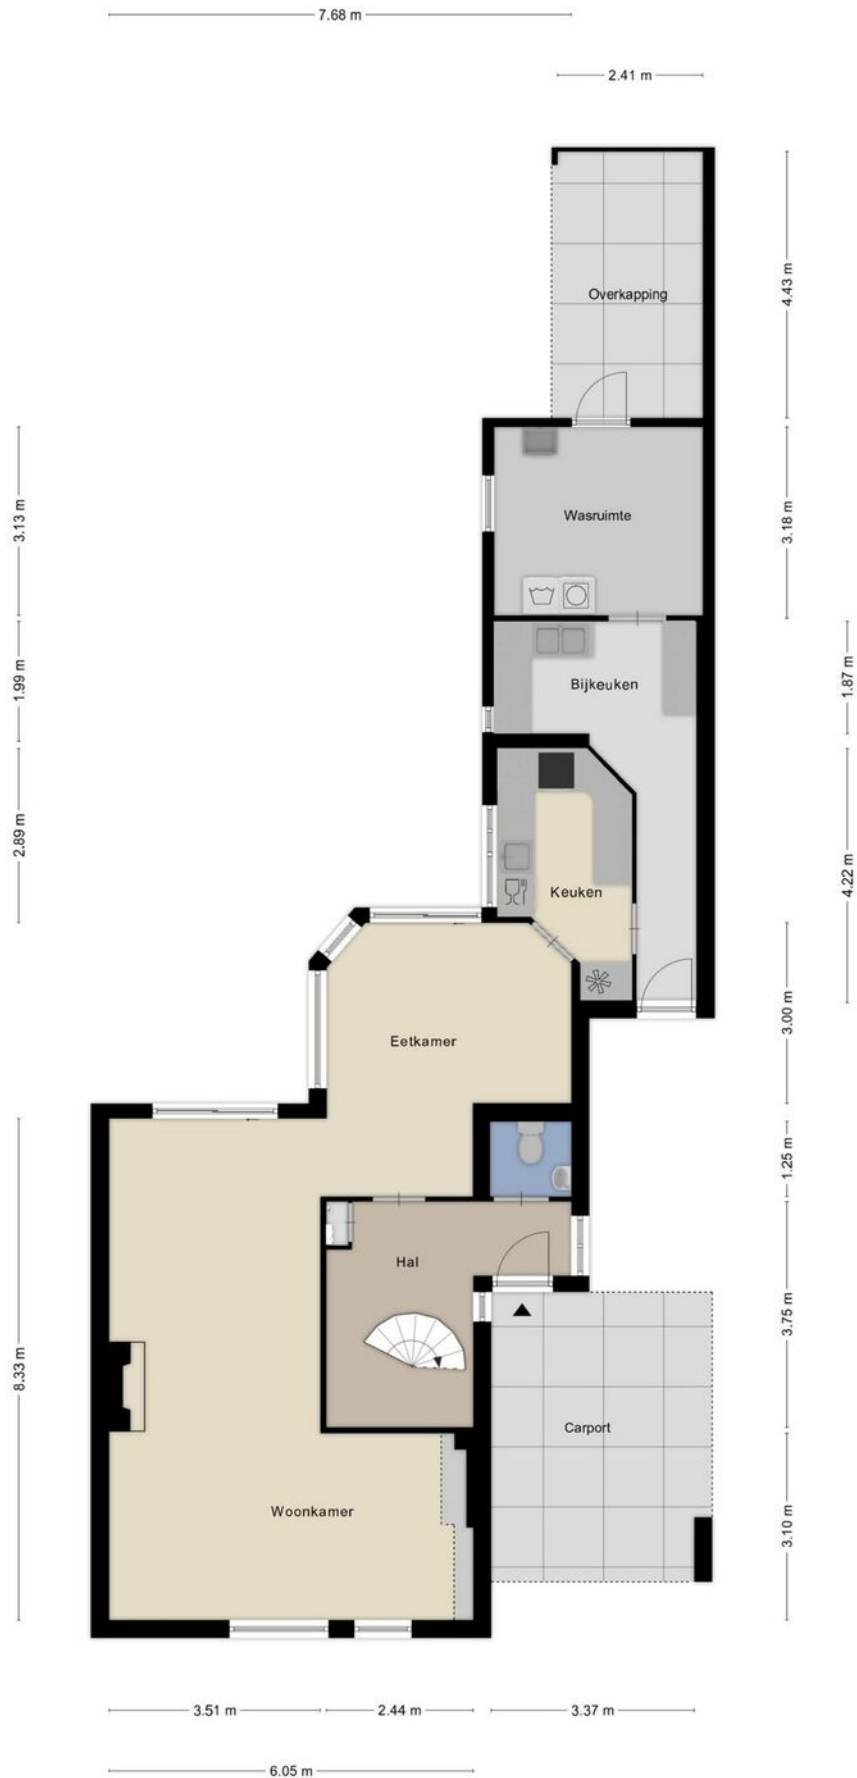 7.68 m
2.41 m
4.43 m
Overkapping
3.13 m
Wasruimte
3.18 m
1.99 m
Bijkeuken
1.87 m
2.89 m
Keuken
4.22 m
Eetkamer
3.00 m
1.25 m
Hal
8.33 m
3.75 m
Carport
Woonkamer
3.10 m
3.51 m
2.44 m
3.37 m
6.05 m